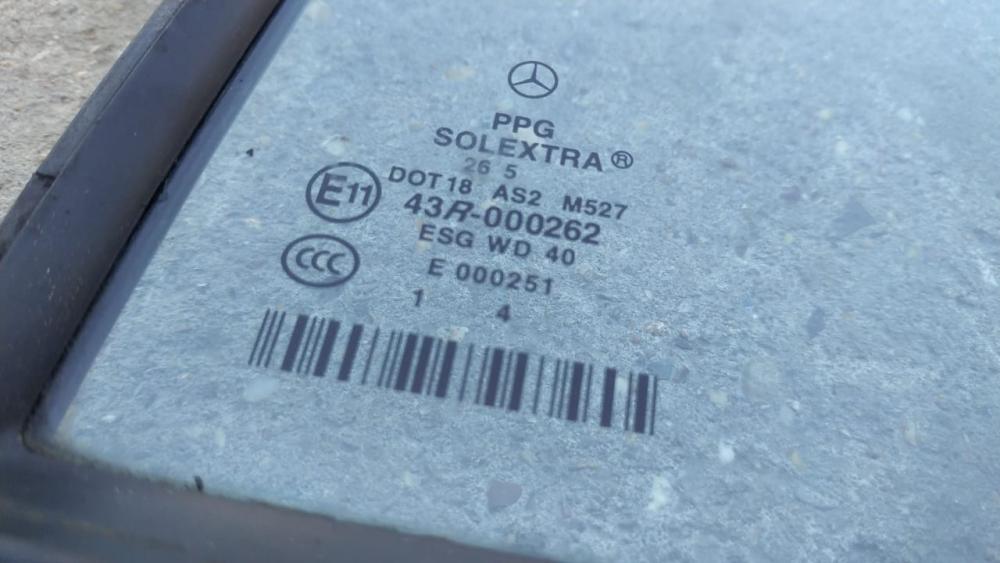 PPG
SOLEXTRA®
26 5
DOT18 AS2 M527
E11
43R-000262
ESG WD 40
CCC
E 000251
1 4